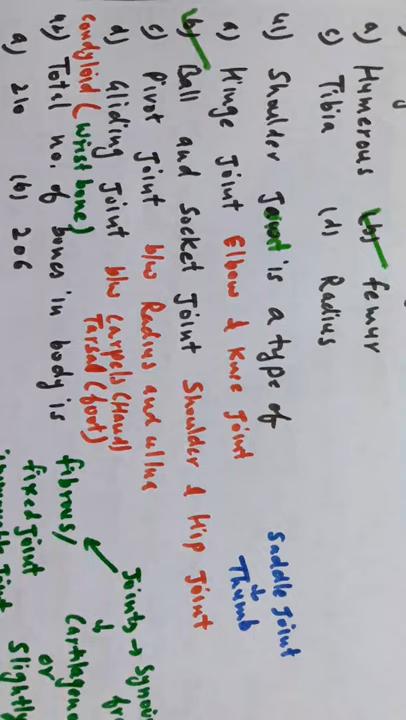 a) Humerous (b) femur
c) Tibia (d) Radius
iii) Shoulder Joint is a type of
a) Hinge Joint Elbow & Knee Joint
b) Ball and Socket Joint Shoulder & Hip Joint
c) Pivot Joint b/w Radius and ullna
d) Gliding Joint b/w Carpels (Hand)
Tarsal (foot)
Condyloid (wrist bone)
iv) Total no. of bones in body is
a) 210 (b) 206
Saddle Joint
↓
Thumb
Joints →
fibrous/
fixed Joint
↓
or
Slightly